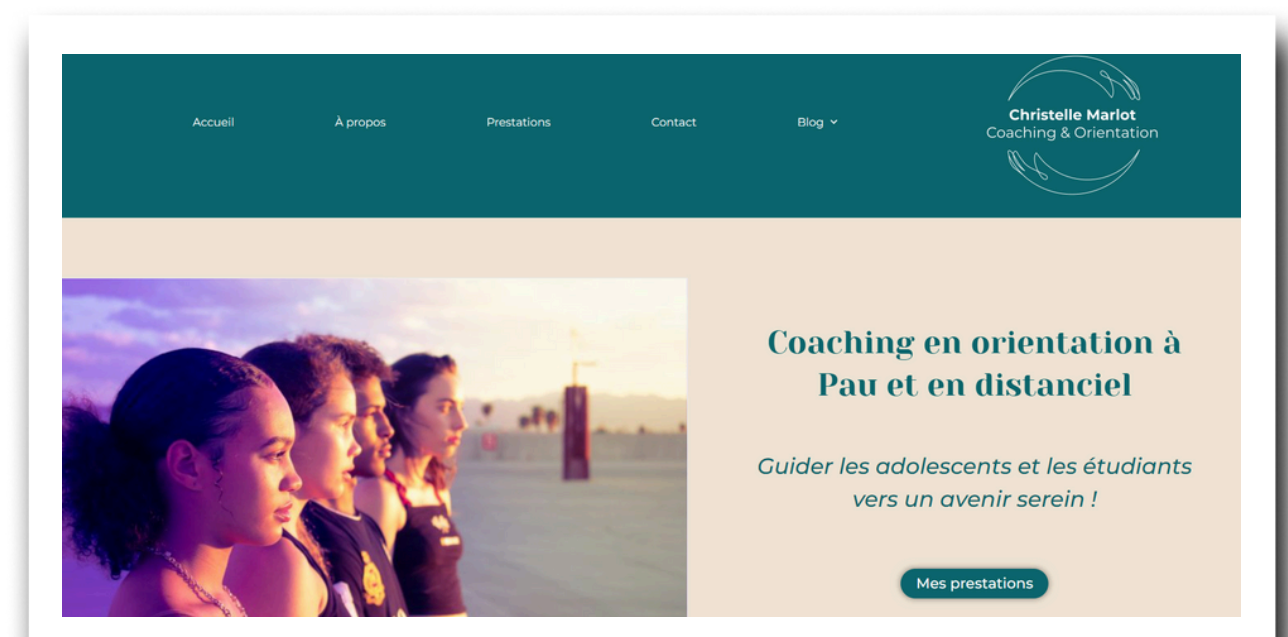 Accueil
À propos
Prestations
Contact
Blog
Christelle Marlot
Coaching & Orientation
Coaching en orientation à
Pau et en distanciel
Guider les adolescents et les étudiants
vers un avenir serein !
Mes prestations